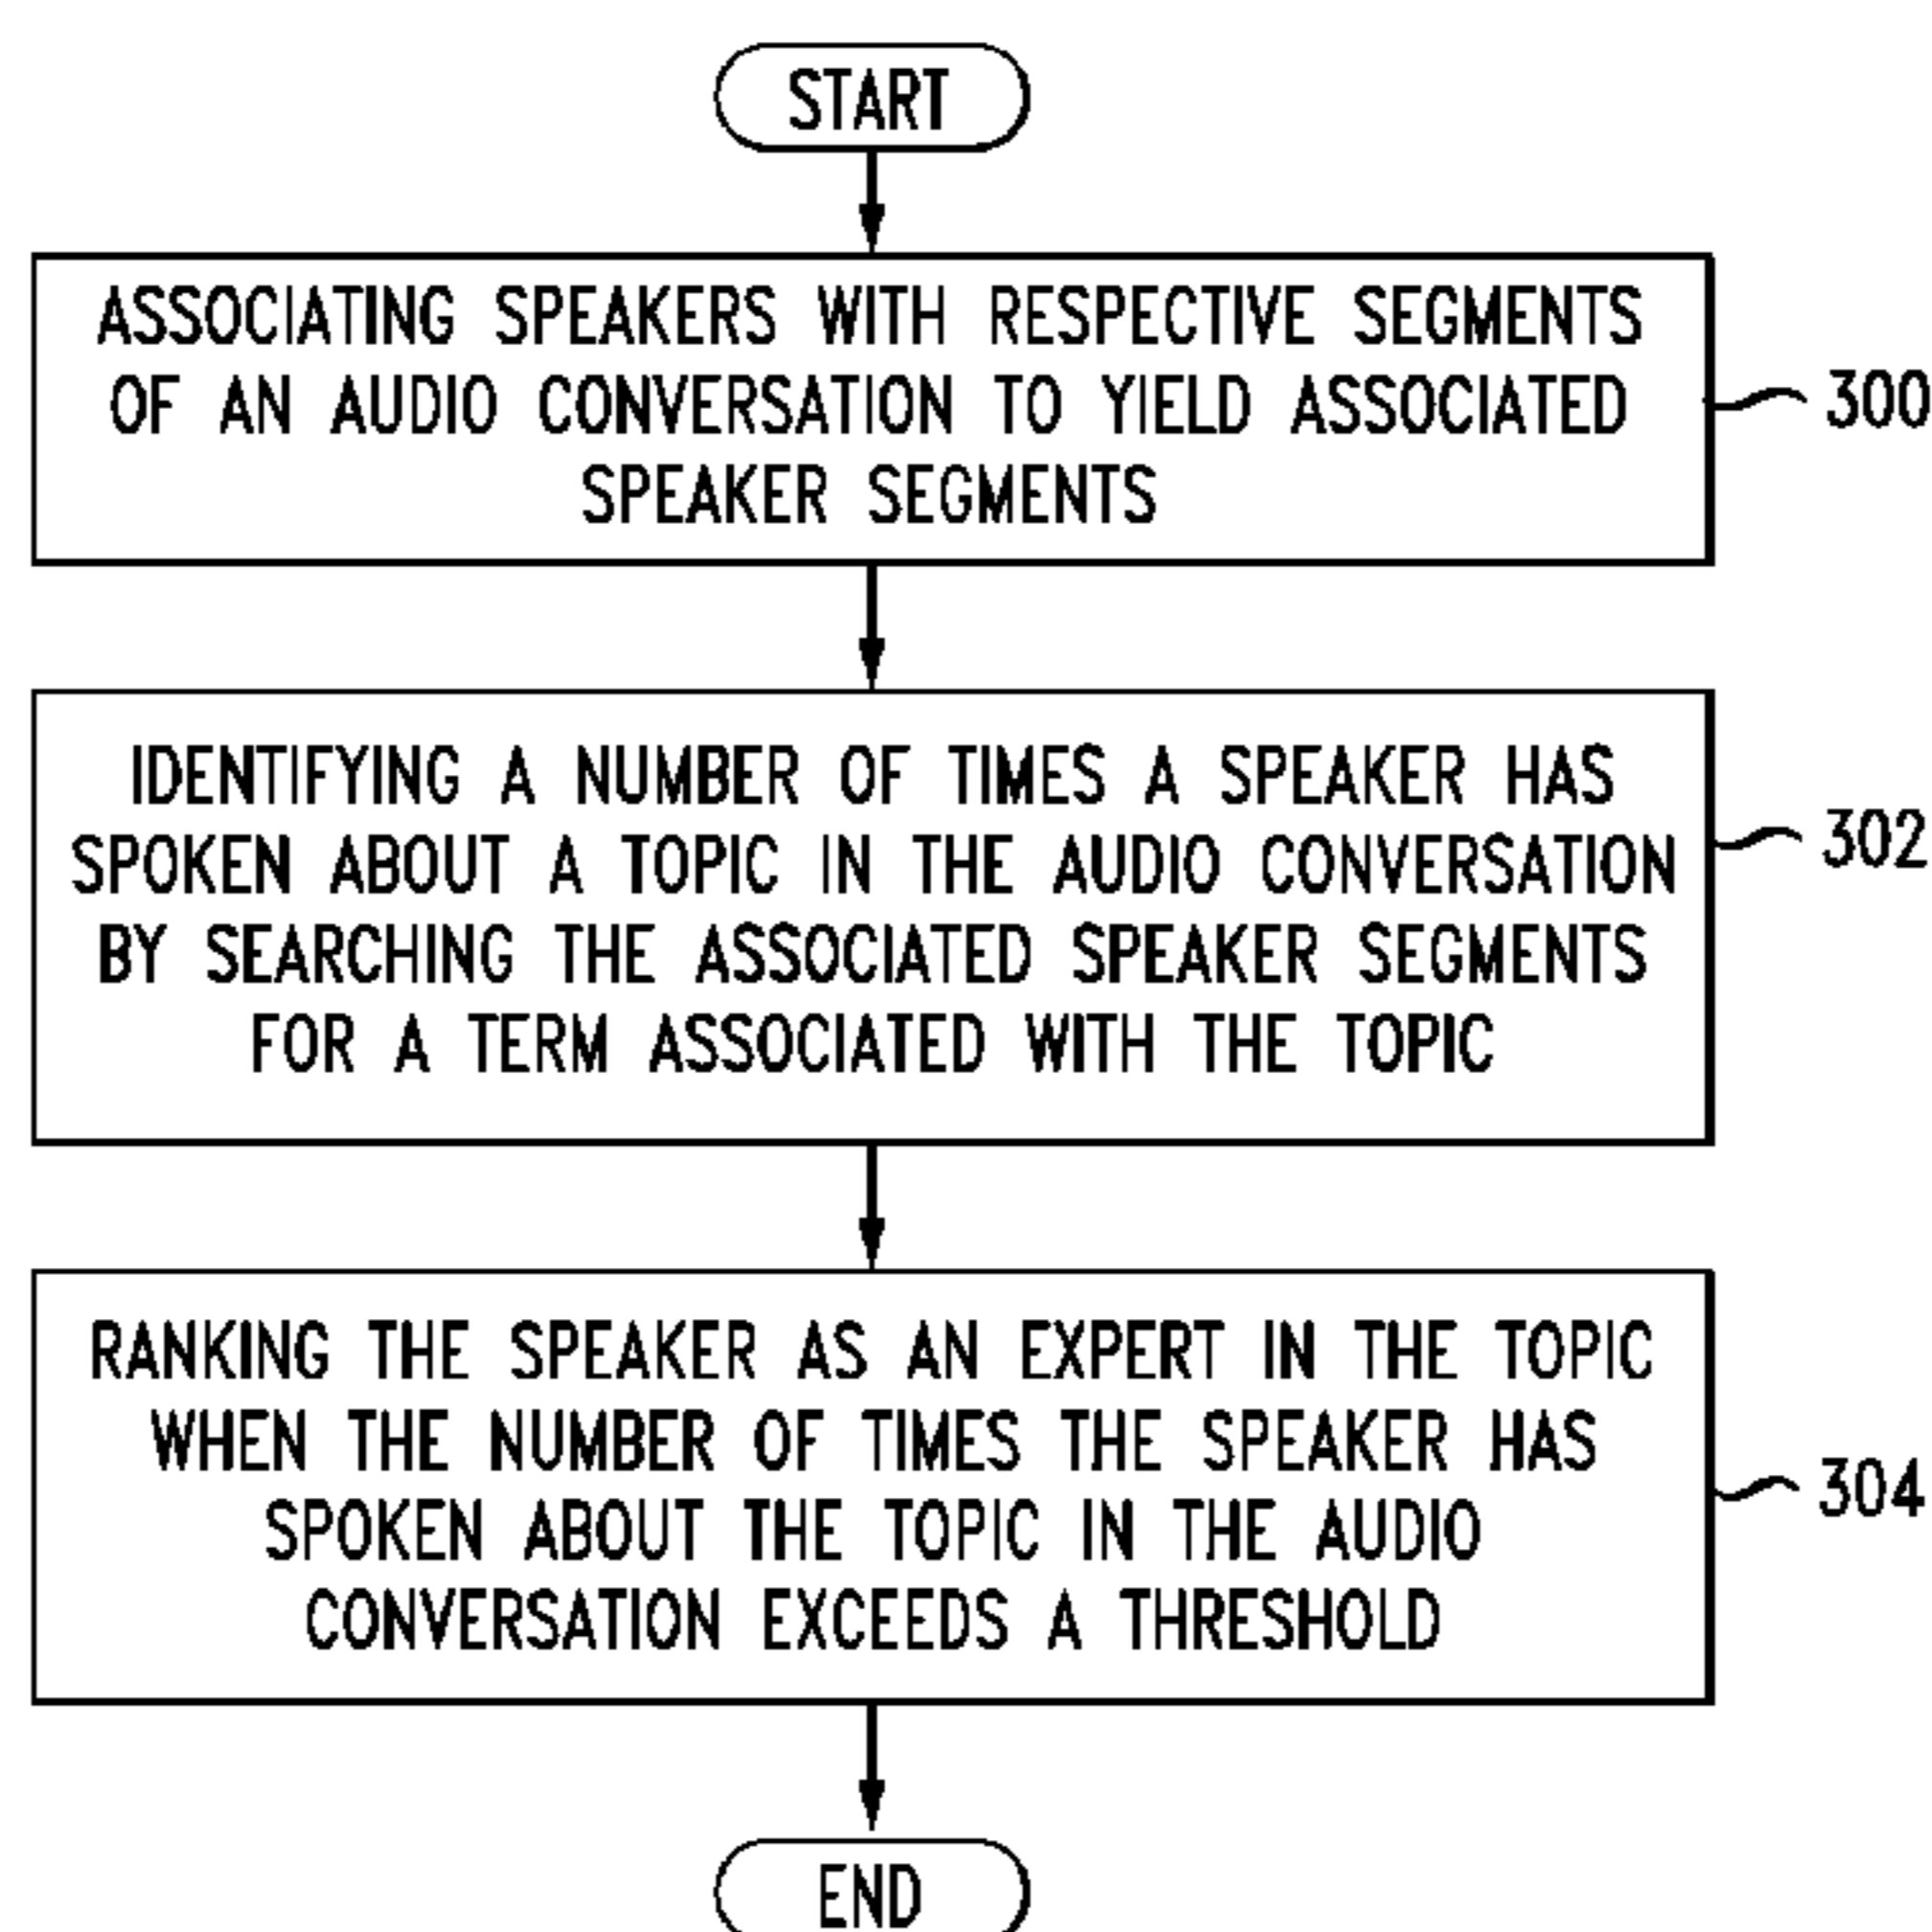 START
ASSOCIATING SPEAKERS WITH RESPECTIVE SEGMENTS
OF AN AUDIO CONVERSATION TO YIELD ASSOCIATED
SPEAKER SEGMENTS
300
IDENTIFYING A NUMBER OF TIMES A SPEAKER HAS
SPOKEN ABOUT A TOPIC IN THE AUDIO CONVERSATION
BY SEARCHING THE ASSOCIATED SPEAKER SEGMENTS
FOR A TERM ASSOCIATED WITH THE TOPIC
302
RANKING THE SPEAKER AS AN EXPERT IN THE TOPIC
WHEN THE NUMBER OF TIMES THE SPEAKER HAS
SPOKEN ABOUT THE TOPIC IN THE AUDIO
CONVERSATION EXCEEDS A THRESHOLD
304
END